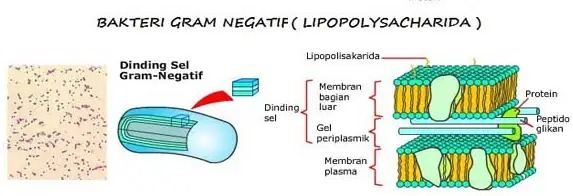 BAKTERI GRAM NEGATIF ( LIPOPOLYSACHARIDA )
Dinding Sel
Gram-Negatif
Lipopolisakarida
Dinding
sel
Membran
bagian
luar
Gel
periplasmik
Membran
plasma
Protein
Peptido
glikan